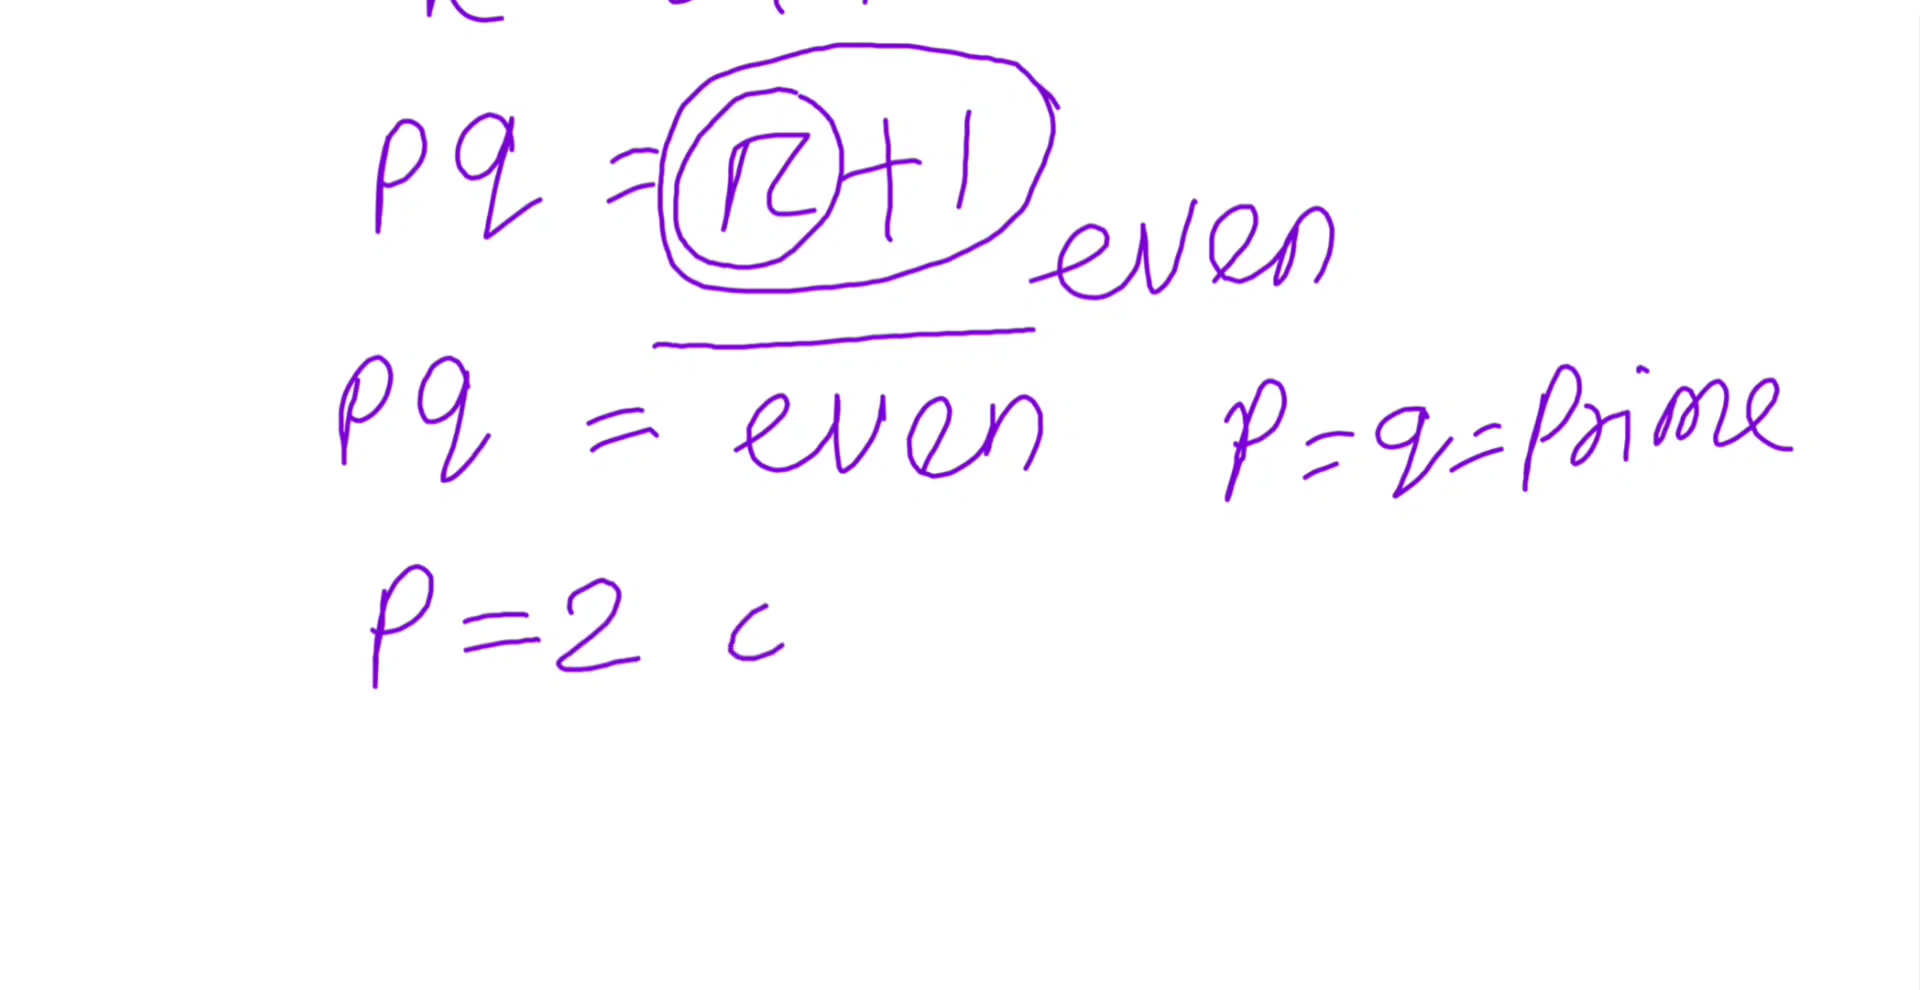 pq = r+1 even
pq = even p=q=Prime
P=2 c